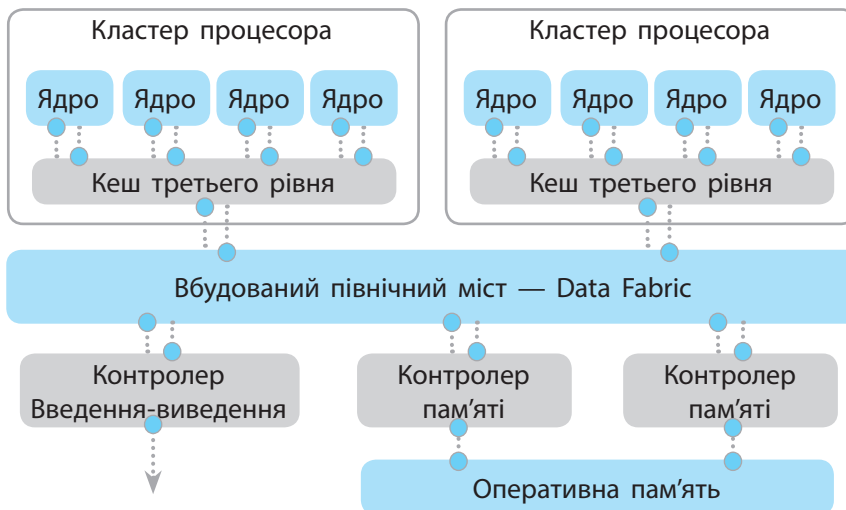 Кластер процесора
Кластер процесора
Ядро Ядро Ядро Ядро
Ядро Ядро Ядро Ядро
Кеш третього рівня
Кеш третього рівня
Вбудований північний міст — Data Fabric
Контролер
Введення-виведення
Контролер
пам’яті
Контролер
пам’яті
Оперативна пам'ять